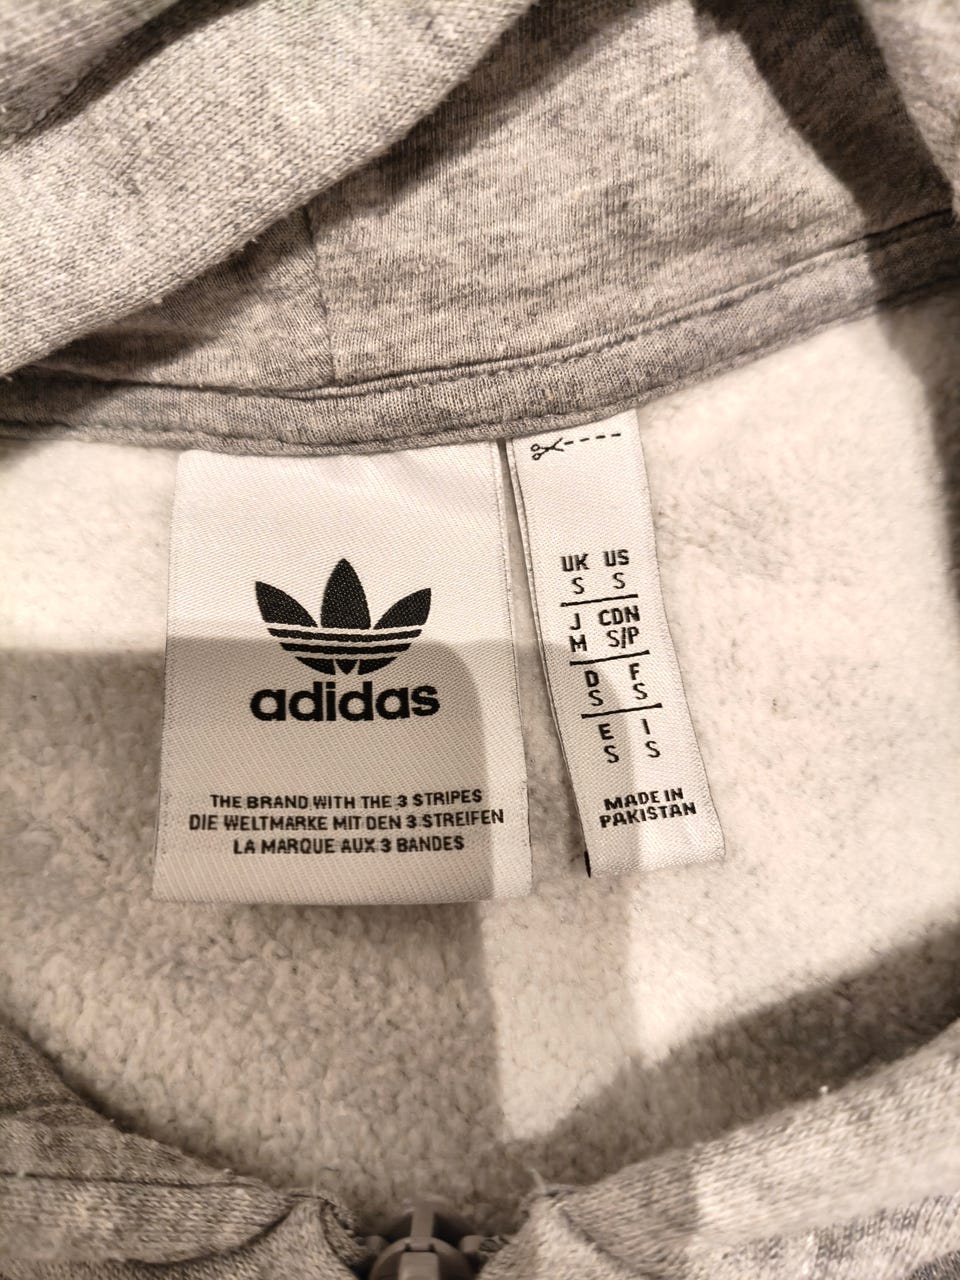 adidas
THE BRAND WITH THE 3 STRIPES
DIE WELTMARKE MIT DEN 3 STREIFEN
LA MARQUE AUX 3 BANDES
UK US
S S
J CDN
M S/P
D F
S S
E I
S S
MADE IN
PAKISTAN